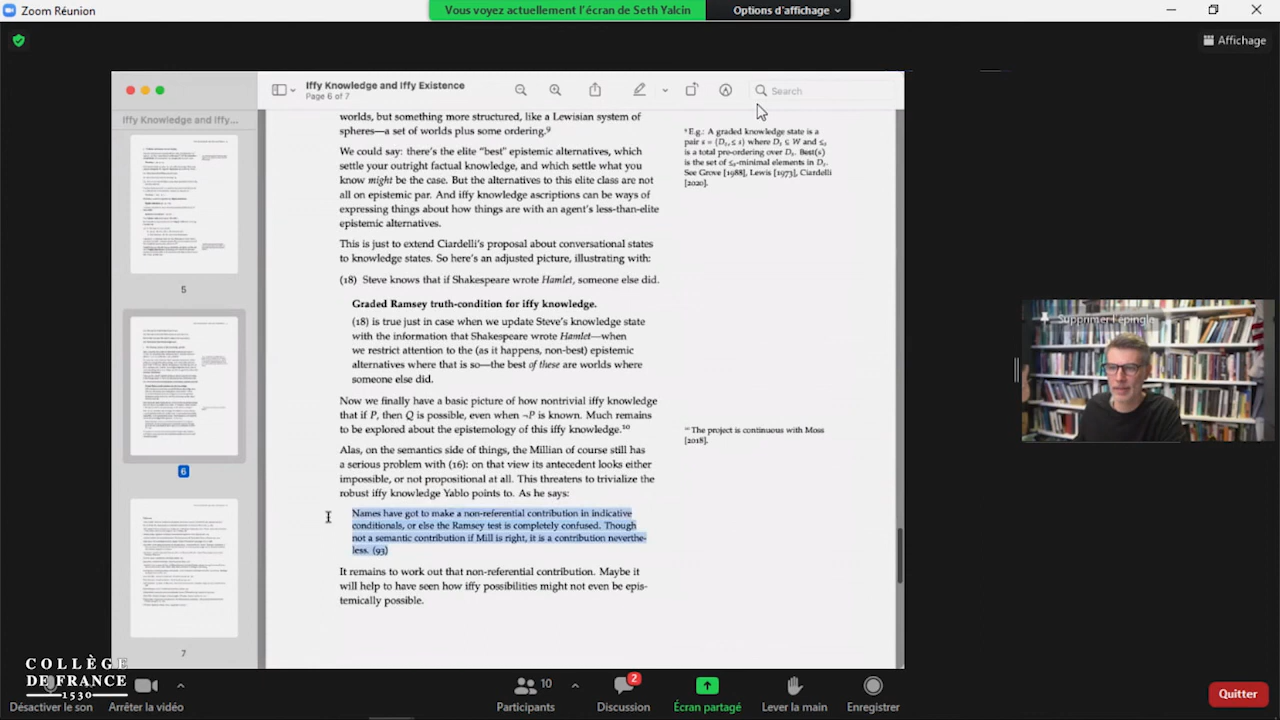 Zoom Réunion
Vous voyez actuellement l'écran de Seth Yalcin
Options d'affichage
Affichage
Iffy Knowledge and Iffy Existence
Page 6 of 7
Search
Iffy Knowledge and Iffy...
5
6
7
worlds, but something more structured, like a Lewisian system of
spheres—a set of worlds plus some ordering.⁹
We could say: there's the elite "best" epistemic alternatives, which
settle your outright factual knowledge, and which settle what you
know might be the case. But the alternatives to this elite class are not
all on epistemic par. And iffy knowledge ascriptions can be ways of
expressing things about how things are with an agent's less-than-elite
epistemic alternatives.
This is just to extend Ciardelli's proposal about conversational states
to knowledge states. So here's an adjusted picture, illustrating with:
(18) Steve knows that if Shakespeare wrote Hamlet, someone else did.
Graded Ramsey truth-condition for iffy knowledge.
(18) is true just in case when we update Steve's knowledge state
with the information that Shakespeare wrote Hamlet—when
we restrict attention to the (as it happens, non-best) epistemic
alternatives where that is so—the best of these are worlds where
someone else did.
Now we finally have a basic picture of how nontrivial iffy knowledge
that if P, then Q is possible, even when ¬P is known. Much remains
to be explored about the epistemology of this iffy knowledge.¹⁰
Alas, on the semantics side of things, the Millian of course still has
a serious problem with (16): on that view its antecedent looks either
impossible, or not propositional at all. This threatens to trivialize the
robust iffy knowledge Yablo points to. As he says:
Names have got to make a non-referential contribution in indicative
conditionals, or else the Ramsey test is completely confused. Though
not a semantic contribution if Mill is right, it is a contribution neverthe-
less. (93)
It remains to work out that non-referential contribution. Maybe it
will help to have seen how iffy possibilities might not even be epis-
temically possible.
⁹ E.g.: A graded knowledge state is a
pair s = (Dₛ, ≤ₛ) where Dₛ ⊆ W and ≤ₛ
is a total pre-ordering over Dₛ. Best(s)
is the set of ≤ₛ-minimal elements in Dₛ.
See Grove [1988], Lewis [1973], Ciardelli
[2020].
¹⁰ The project is continuous with Moss
[2018].
Supprimer l'épingle
COLLÈGE
DE FRANCE
1530
Désactiver le son
Arrêter la vidéo
10
Participants
2
Discussion
Écran partagé
Lever la main
Enregistrer
Quitter